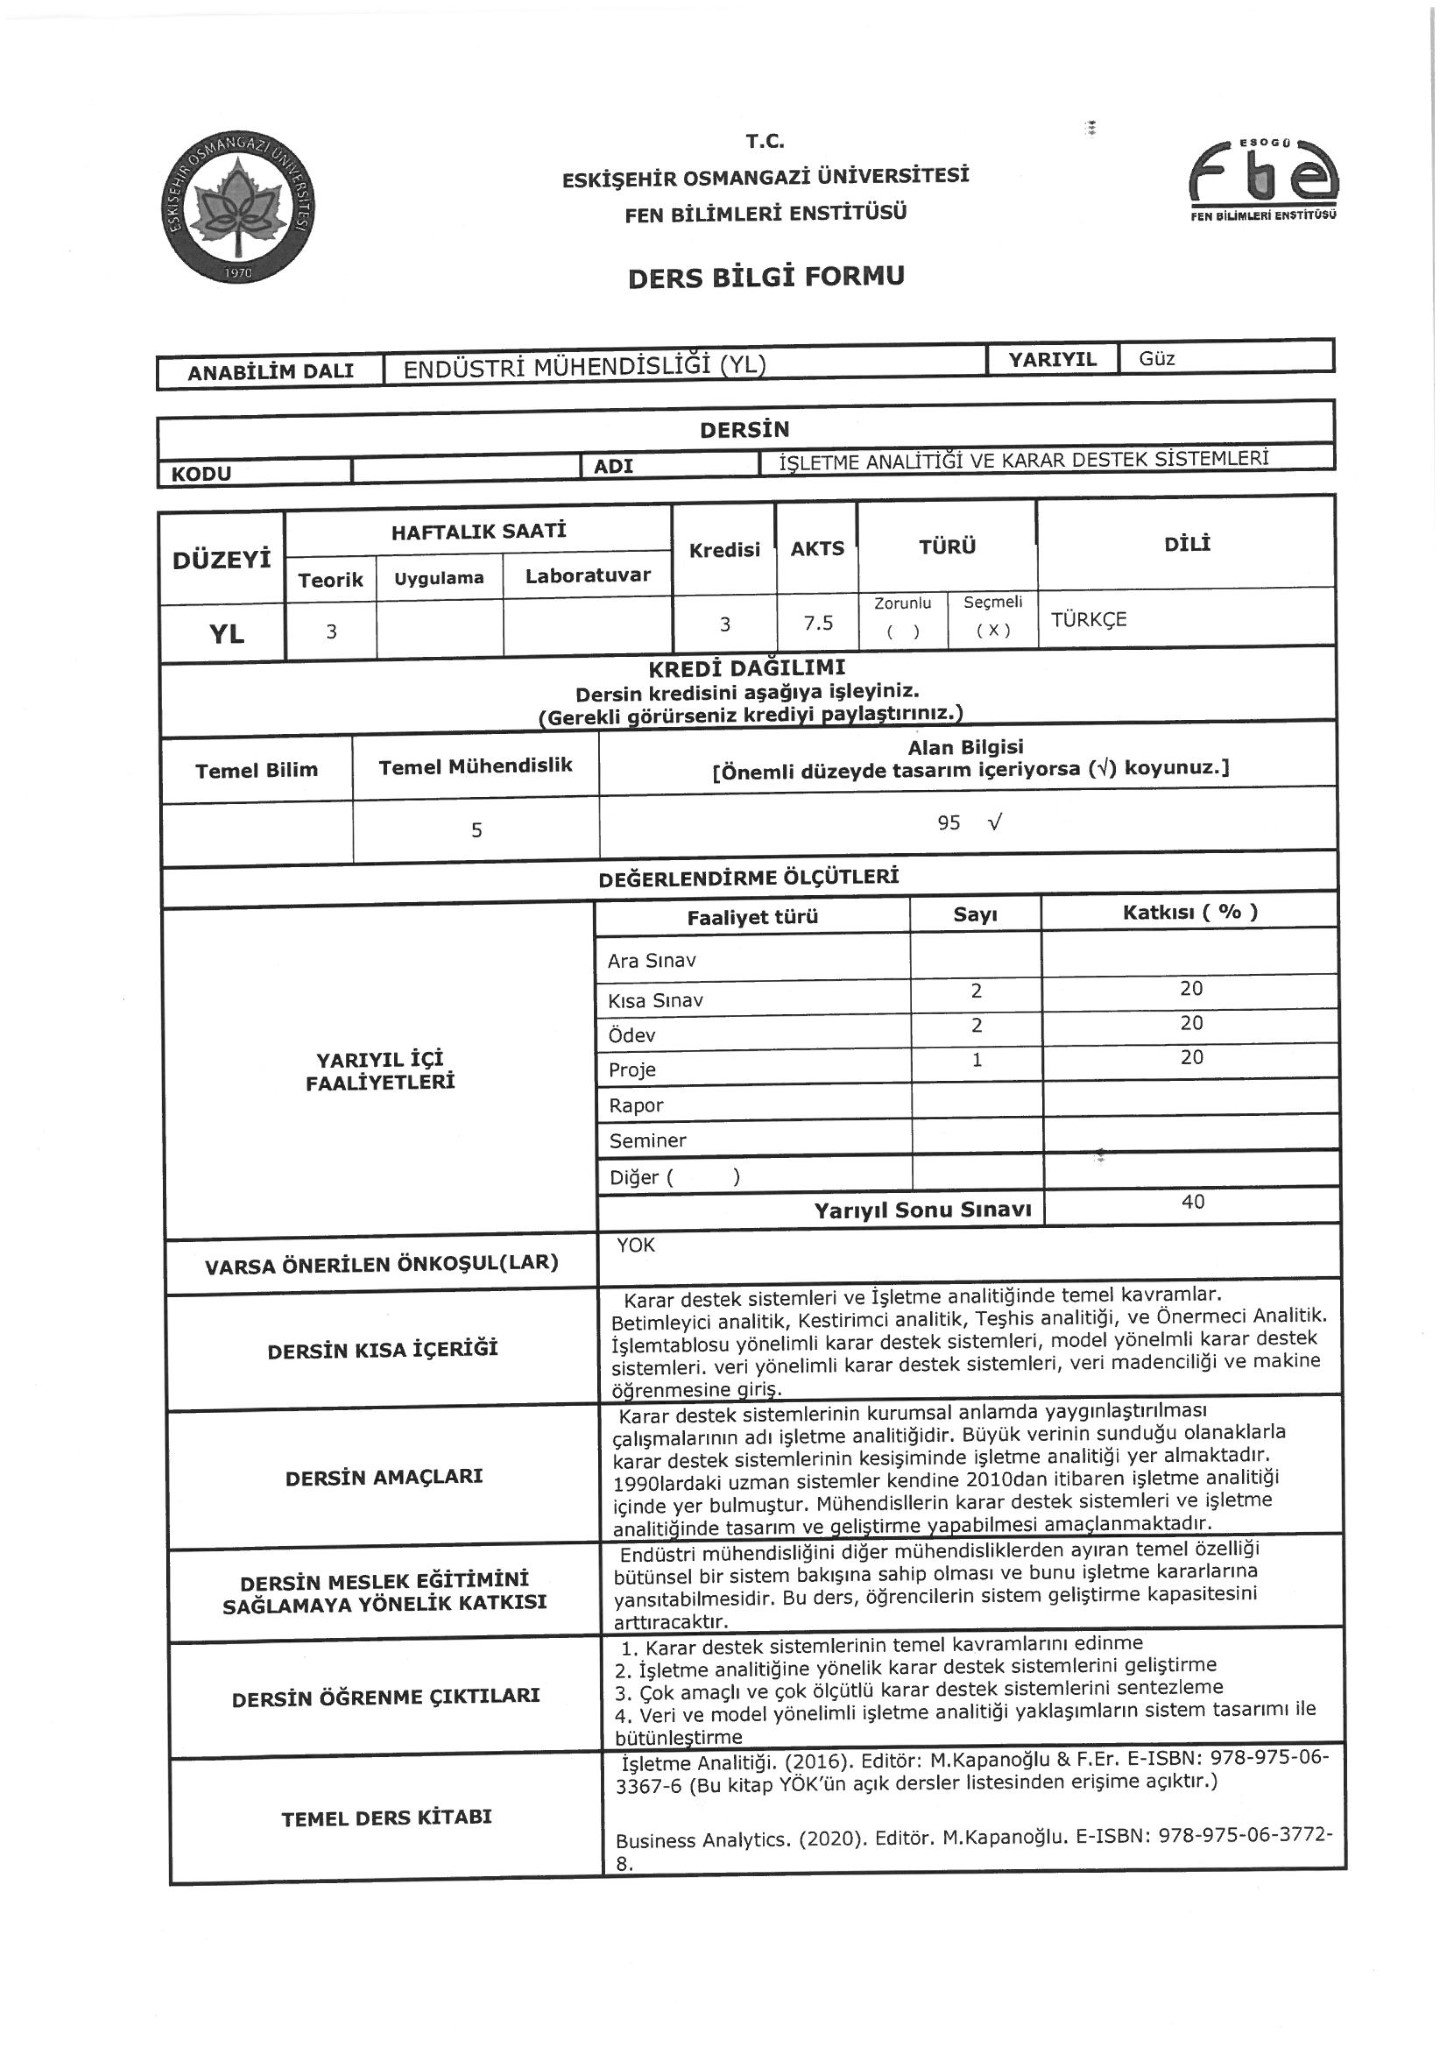 ESKİŞEHİR OSMANGAZİ ÜNİVERSİTESİ
1970
T.C.
ESKİŞEHİR OSMANGAZİ ÜNİVERSİTESİ
FEN BİLİMLERİ ENSTİTÜSÜ
ESOGÜ
fbe
FEN BİLİMLERİ ENSTİTÜSÜ
DERS BİLGİ FORMU
ANABİLİM DALI ENDÜSTRİ MÜHENDİSLİĞİ (YL) YARIYIL Güz
DERSİN
KODU ADI İŞLETME ANALİTİĞİ VE KARAR DESTEK SİSTEMLERİ
DÜZEYİ HAFTALIK SAATİ Kredisi AKTS TÜRÜ DİLİ
Teorik Uygulama Laboratuvar
YL 3 3 7.5 Zorunlu Seçmeli TÜRKÇE
( ) ( X )
KREDİ DAĞILIMI
Dersin kredisini aşağıya işleyiniz.
(Gerekli görürseniz krediyi paylaştırınız.)
Temel Bilim Temel Mühendislik Alan Bilgisi
[Önemli düzeyde tasarım içeriyorsa (√) koyunuz.]
5 95 √
DEĞERLENDİRME ÖLÇÜTLERİ
YARIYIL İÇİ
FAALİYETLERİ
Faaliyet türü Sayı Katkısı ( % )
Ara Sınav
Kısa Sınav 2 20
Ödev 2 20
Proje 1 20
Rapor
Seminer
Diğer ( )
Yarıyıl Sonu Sınavı 40
VARSA ÖNERİLEN ÖNKOŞUL(LAR) YOK
DERSİN KISA İÇERİĞİ
Karar destek sistemleri ve İşletme analitiğinde temel kavramlar.
Betimleyici analitik, Kestirimci analitik, Teşhis analitiği, ve Önermeci Analitik.
İşlemtablosu yönelimli karar destek sistemleri, model yönelmli karar destek
sistemleri. veri yönelimli karar destek sistemleri, veri madenciliği ve makine
öğrenmesine giriş.
DERSİN AMAÇLARI
Karar destek sistemlerinin kurumsal anlamda yaygınlaştırılması
çalışmalarının adı işletme analitiğidir. Büyük verinin sunduğu olanaklarla
karar destek sistemlerinin kesişiminde işletme analitiği yer almaktadır.
1990lardaki uzman sistemler kendine 2010dan itibaren işletme analitiği
içinde yer bulmuştur. Mühendisllerin karar destek sistemleri ve işletme
analitiğinde tasarım ve geliştirme yapabilmesi amaçlanmaktadır.
DERSİN MESLEK EĞİTİMİNİ
SAĞLAMAYA YÖNELİK KATKISI
Endüstri mühendisliğini diğer mühendisliklerden ayıran temel özelliği
bütünsel bir sistem bakışına sahip olması ve bunu işletme kararlarına
yansıtabilmesidir. Bu ders, öğrencilerin sistem geliştirme kapasitesini
arttıracaktır.
DERSİN ÖĞRENME ÇIKTILARI
1. Karar destek sistemlerinin temel kavramlarını edinme
2. İşletme analitiğine yönelik karar destek sistemlerini geliştirme
3. Çok amaçlı ve çok ölçütlü karar destek sistemlerini sentezleme
4. Veri ve model yönelimli işletme analitiği yaklaşımların sistem tasarımı ile
bütünleştirme
TEMEL DERS KİTABI
İşletme Analitiği. (2016). Editör: M.Kapanoğlu & F.Er. E-ISBN: 978-975-06-
3367-6 (Bu kitap YÖK'ün açık dersler listesinden erişime açıktır.)
Business Analytics. (2020). Editör. M.Kapanoğlu. E-ISBN: 978-975-06-3772-
8.